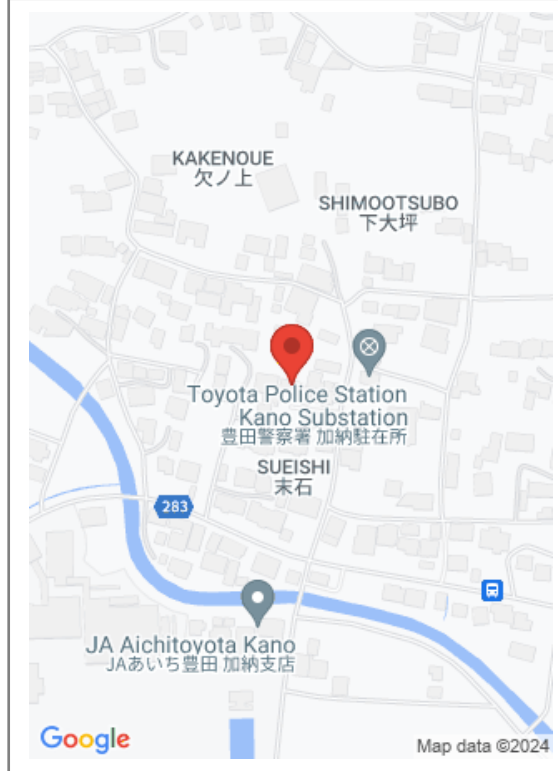 KAKENOUE
欠ノ上
SHIMOOTSUBO
下大坪
Toyota Police Station
Kano Substation
豊田警察署 加納駐在所
SUEISHI
末石
283
JA Aichitoyota Kano
JAあいち豊田 加納支店
Google
Map data ©2024